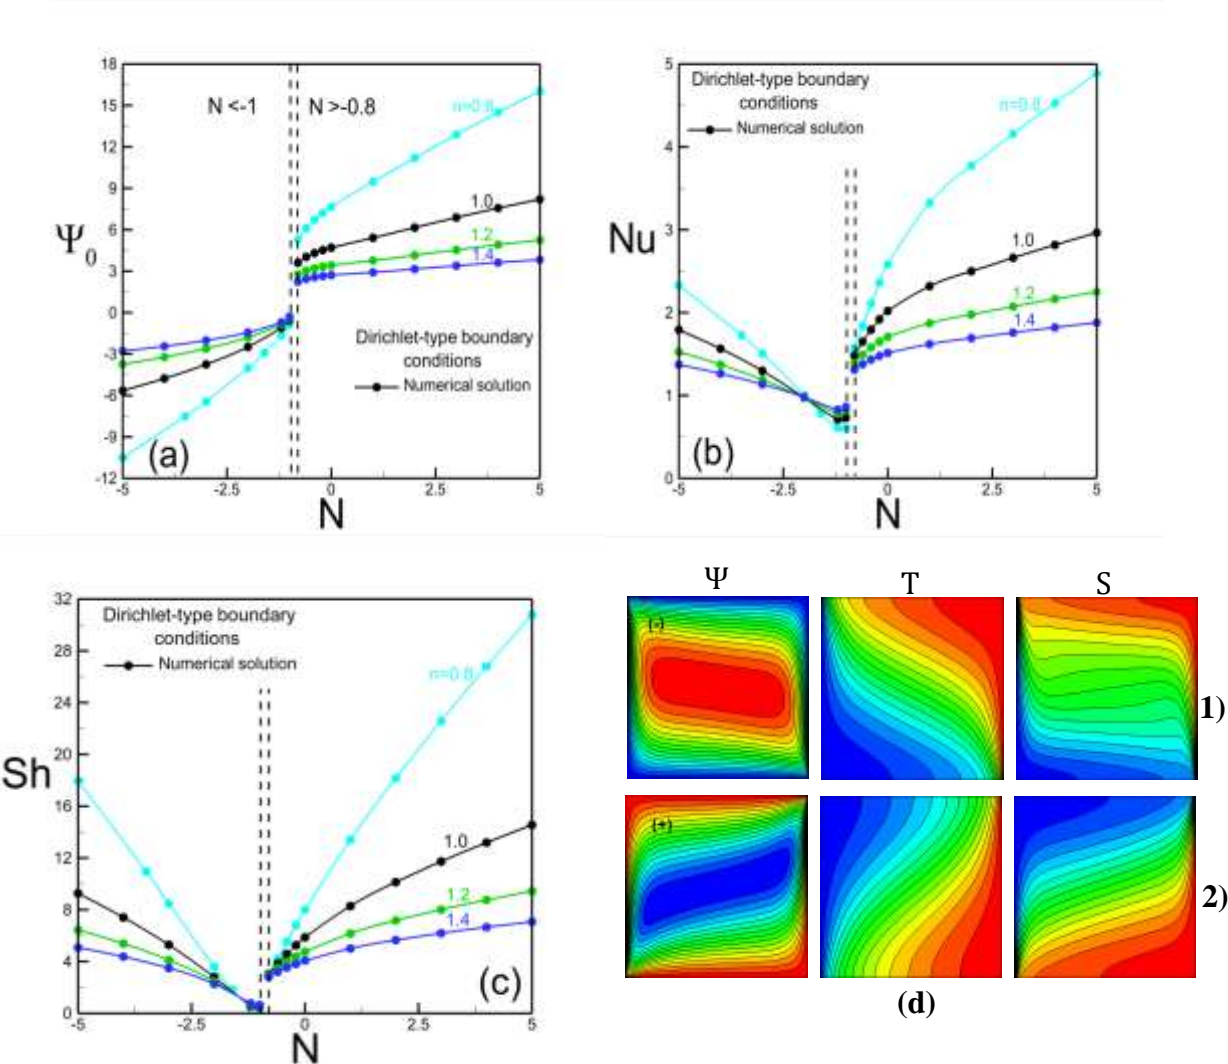 18
15
12
9
6
3
0
-3
-6
-9
-12
Ψ0
N <-1
N >-0.8
n=0.8
1.0
1.2
1.4
Dirichlet-type boundary
conditions
Numerical solution
(a)
-5
-2.5
0
2.5
5
N
5
4
3
2
1
0
Nu
Dirichlet-type boundary
conditions
Numerical solution
n=0.8
1.0
1.2
1.4
(b)
-5
-2.5
0
2.5
5
N
32
28
24
20
16
12
8
4
0
Sh
Dirichlet-type boundary
conditions
Numerical solution
n=0.8
1.0
1.2
1.4
(c)
-5
-2.5
0
2.5
5
N
Ψ T S
(-)
1)
(+)
2)
(d)